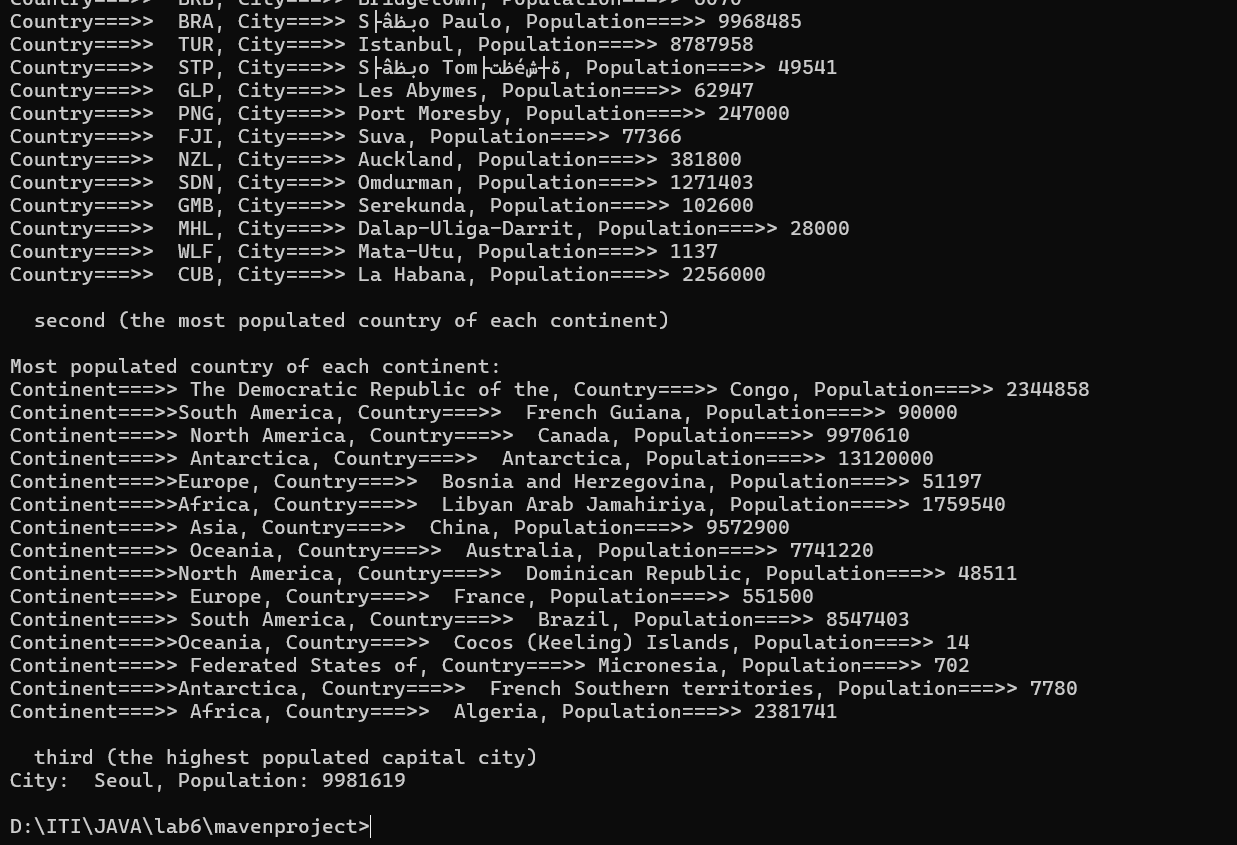 Country===>>  BRB, City===>> Bridgetown, Population===>> 6070
Country===>>  BRA, City===>> Paulo, Population===>> 9968485
Country===>>  TUR, City===>> Istanbul, Population===>> 8787958
Country===>>  STP, City===>> Population===>> 49541
Country===>>  GLP, City===>> Les Abymes, Population===>> 62947
Country===>>  PNG, City===>> Port Moresby, Population===>> 247000
Country===>>  FJI, City===>> Suva, Population===>> 77366
Country===>>  NZL, City===>> Auckland, Population===>> 381800
Country===>>  SDN, City===>> Omdurman, Population===>> 1271403
Country===>>  GMB, City===>> Serekunda, Population===>> 102600
Country===>>  MHL, City===>> Dalap-Uliga-Darrit, Population===>> 28000
Country===>>  WLF, City===>> Mata-Utu, Population===>> 1137
Country===>>  CUB, City===>> La Habana, Population===>> 2256000
second (the most populated country of each continent)
Most populated country of each continent:
Continent===>> The Democratic Republic of the, Country===>> Congo, Population===>> 2344858
Continent===>>South America, Country===>>  French Guiana, Population===>> 90000
Continent===>> North America, Country===>>  Canada, Population===>> 9970610
Continent===>> Antarctica, Country===>>  Antarctica, Population===>> 13120000
Continent===>>Europe, Country===>>  Bosnia and Herzegovina, Population===>> 51197
Continent===>>Africa, Country===>>  Libyan Arab Jamahiriya, Population===>> 1759540
Continent===>> Asia, Country===>>  China, Population===>> 9572900
Continent===>> Oceania, Country===>>  Australia, Population===>> 7741220
Continent===>>North America, Country===>>  Dominican Republic, Population===>> 48511
Continent===>> Europe, Country===>>  France, Population===>> 551500
Continent===>> South America, Country===>>  Brazil, Population===>> 8547403
Continent===>>Oceania, Country===>>  Cocos (Keeling) Islands, Population===>> 14
Continent===>> Federated States of, Country===>> Micronesia, Population===>> 702
Continent===>>Antarctica, Country===>>  French Southern territories, Population===>> 7780
Continent===>> Africa, Country===>>  Algeria, Population===>> 2381741
third (the highest populated capital city)
City:  Seoul, Population: 9981619
D:\ITI\JAVA\lab6\mavenproject>